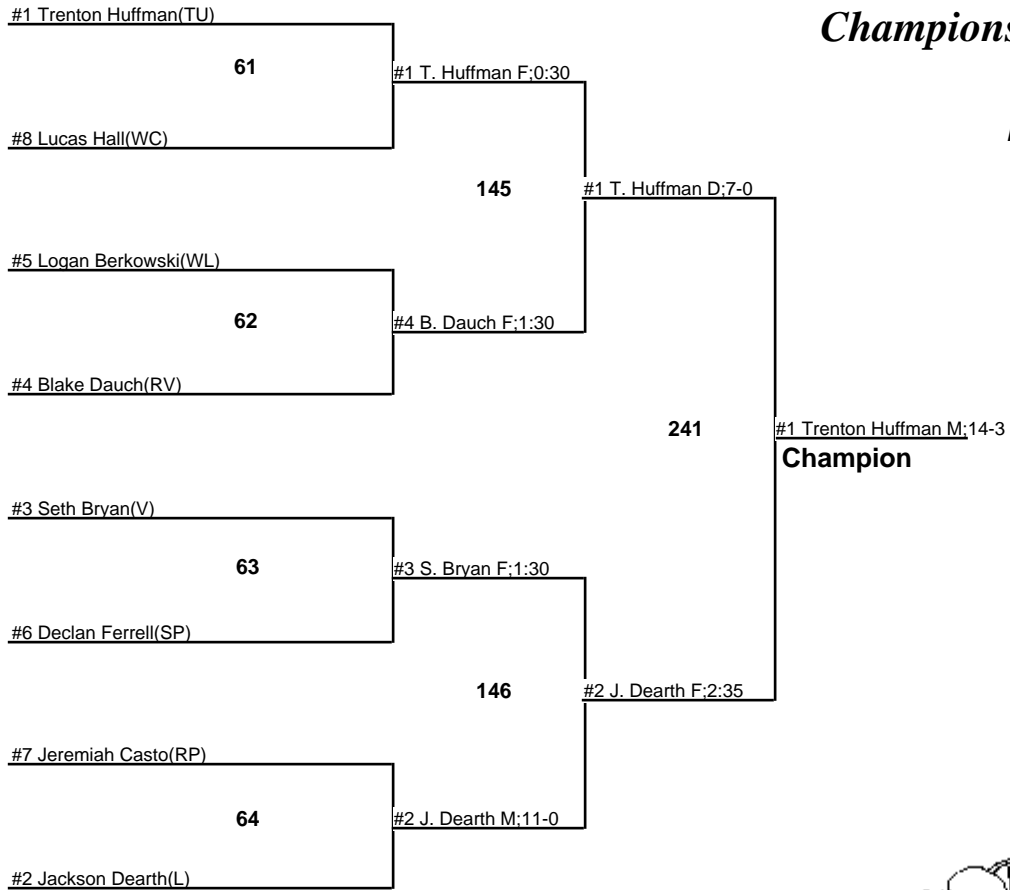 #1 Trenton Huffman(TU)
61
#1 T. Huffman F;0:30
#8 Lucas Hall(WC)
145
#1 T. Huffman D;7-0
#5 Logan Berkowski(WL)
62
#4 B. Dauch F;1:30
#4 Blake Dauch(RV)
241
#1 Trenton Huffman M;14-3
Champion
#3 Seth Bryan(V)
63
#3 S. Bryan F;1:30
#6 Declan Ferrell(SP)
146
#2 J. Dearth F;2:35
#7 Jeremiah Casto(RP)
64
#2 J. Dearth M;11-0
#2 Jackson Dearth(L)